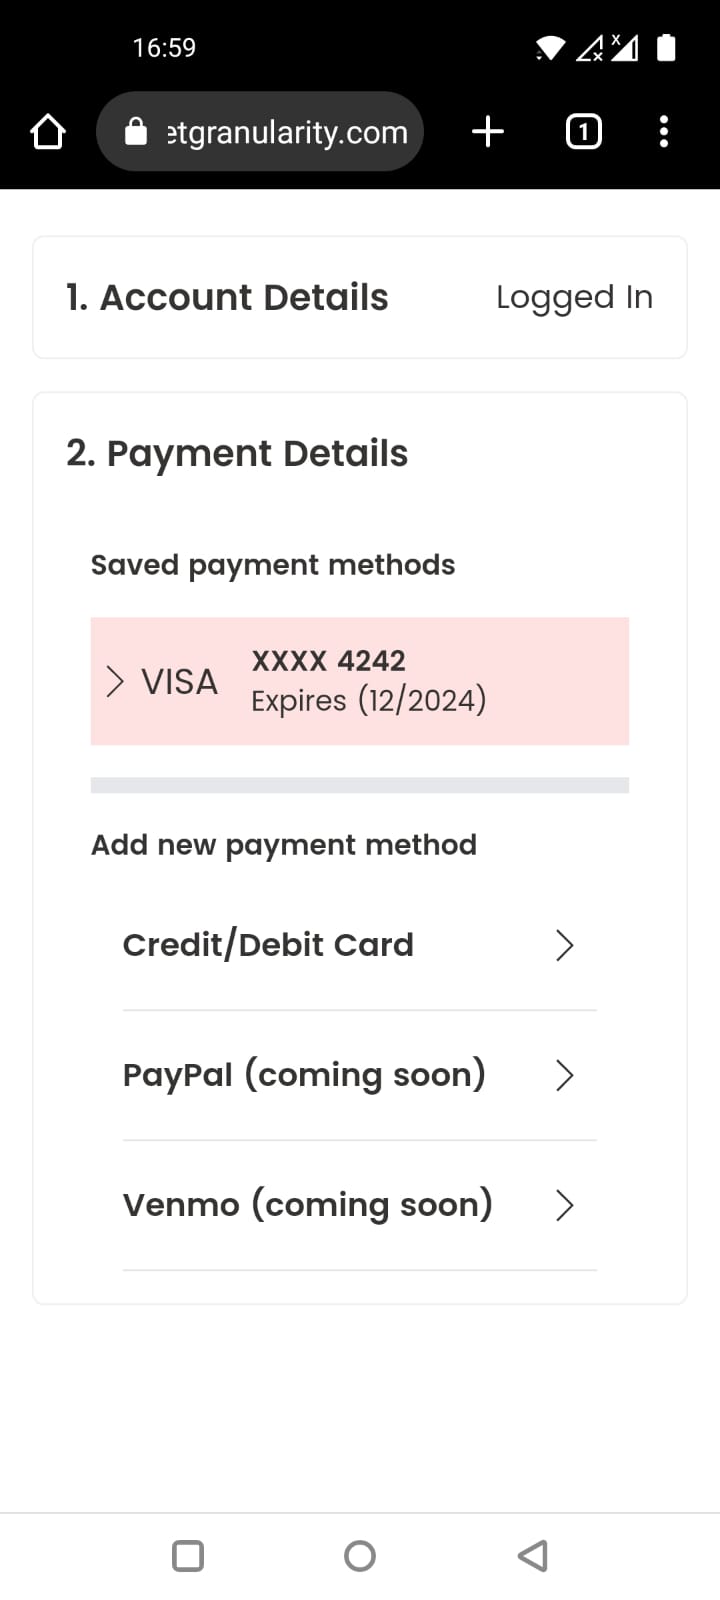 16:59
etgranularity.com
1
1. Account Details Logged In
2. Payment Details
Saved payment methods
VISA
XXXX 4242
Expires (12/2024)
Add new payment method
Credit/Debit Card
PayPal (coming soon)
Venmo (coming soon)